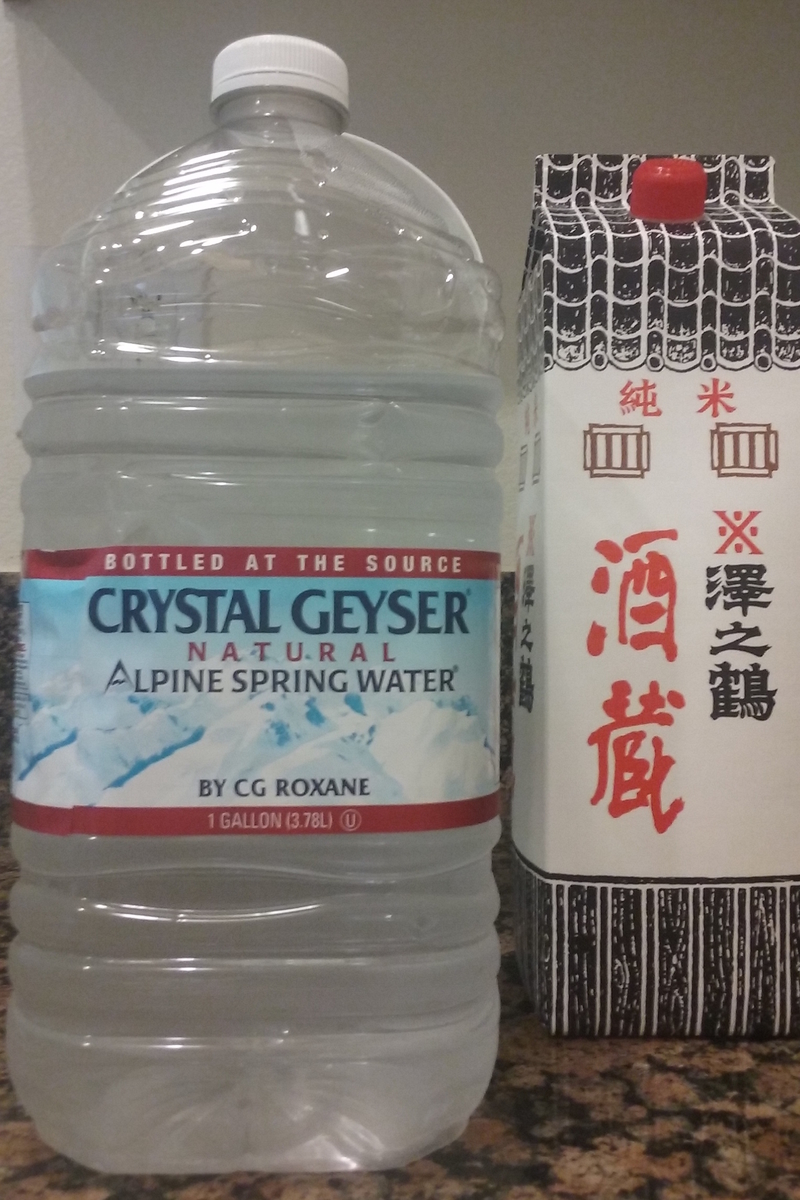 BOTTLED AT THE SOURCE
CRYSTAL GEYSER®
NATURAL
ALPINE SPRING WATER®
BY CG ROXANE
1 GALLON (3.78L) Ⓤ
純米
※澤之鶴
酒蔵